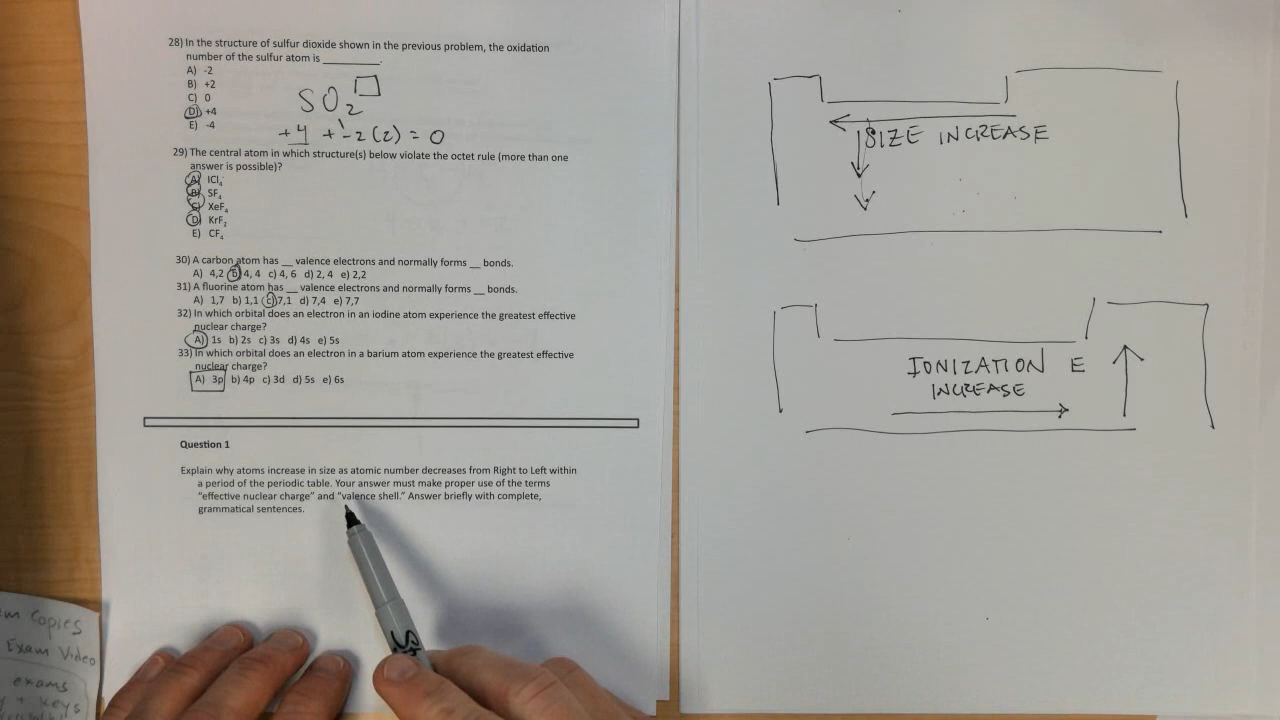 28) In the structure of sulfur dioxide shown in the previous problem, the oxidation
number of the sulfur atom is ________.
A) -2
B) +2
C) 0
D) +4
E) -4
SO2
+4 + -2 (2) = 0
29) The central atom in which structure(s) below violate the octet rule (more than one
answer is possible)?
A) ICl4-
B) SF4
C) XeF4
D) KrF2
E) CF4
30) A carbon atom has __ valence electrons and normally forms __ bonds.
A) 4,2 b) 4, 4 c) 4, 6 d) 2, 4 e) 2,2
31) A fluorine atom has __ valence electrons and normally forms __ bonds.
A) 1,7 b) 1,1 c) 7,1 d) 7,4 e) 7,7
32) In which orbital does an electron in an iodine atom experience the greatest effective
nuclear charge?
A) 1s b) 2s c) 3s d) 4s e) 5s
33) In which orbital does an electron in a barium atom experience the greatest effective
nuclear charge?
A) 3p b) 4p c) 3d d) 5s e) 6s
Question 1
Explain why atoms increase in size as atomic number decreases from Right to Left within
a period of the periodic table. Your answer must make proper use of the terms
“effective nuclear charge” and “valence shell.” Answer briefly with complete,
grammatical sentences.
SIZE INCREASE
IONIZATION E
INCREASE
Copies
Exam Video
exams
+ keys